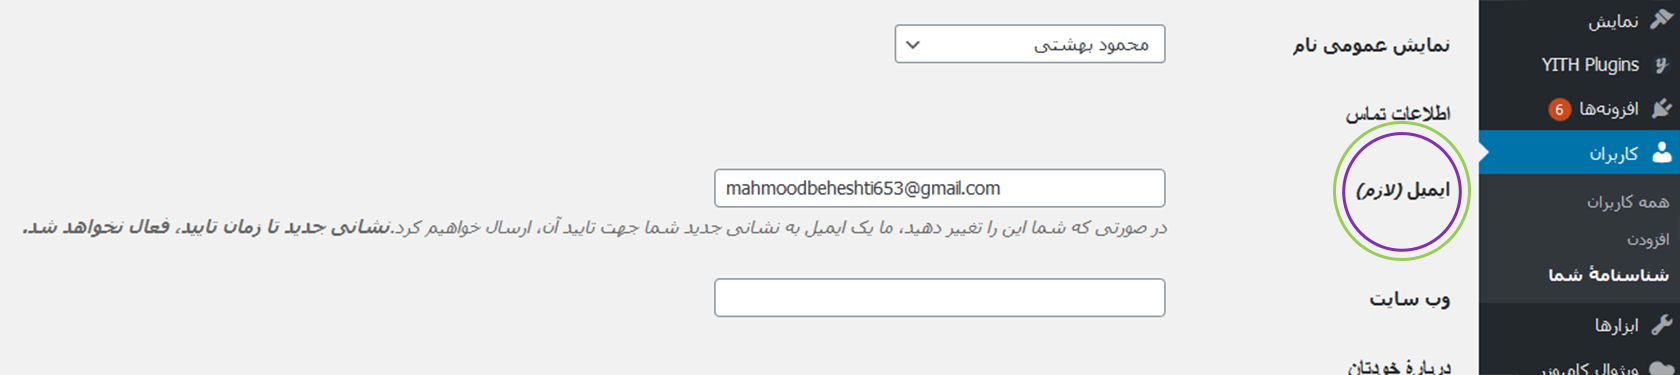 نمایش عمومی نام
محمود بهشتی
اطلاعات تماس
ایمیل (لازم)
mahmoodbeheshti653@gmail.com
در صورتی که شما این را تغییر دهید، ما یک ایمیل به نشانی جدید شما جهت تایید آن، ارسال خواهیم کرد.نشانی جدید تا زمان تایید، فعال نخواهد شد.
وب سایت
دربارهٔ خودتان
نمایش
YITH Plugins
افزونه‌ها 6
کاربران
همه کاربران
افزودن
شناسنامهٔ شما
ابزارها
ویژوال کامپوزر